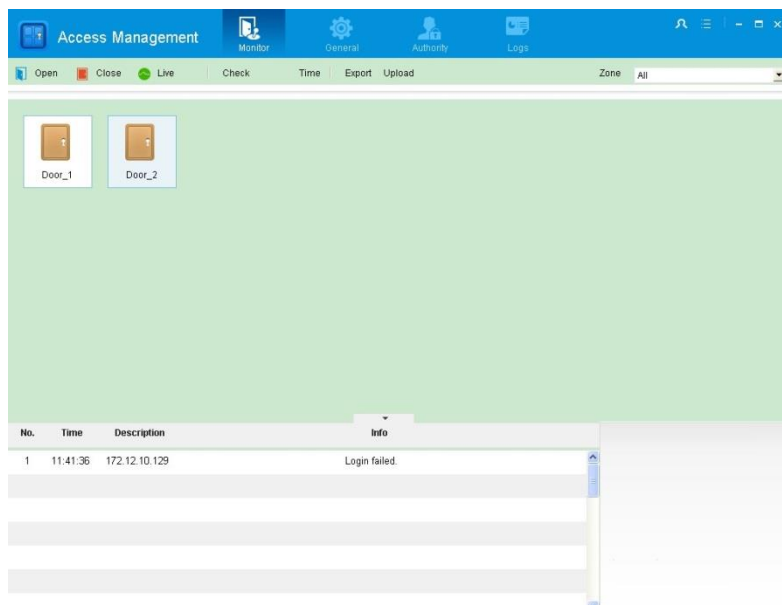 Access Management
Monitor General Authority Logs
Open Close Live Check Time Export Upload Zone All
Door_1 Door_2
No. Time Description Info
1 11:41:36 172.12.10.129 Login failed.